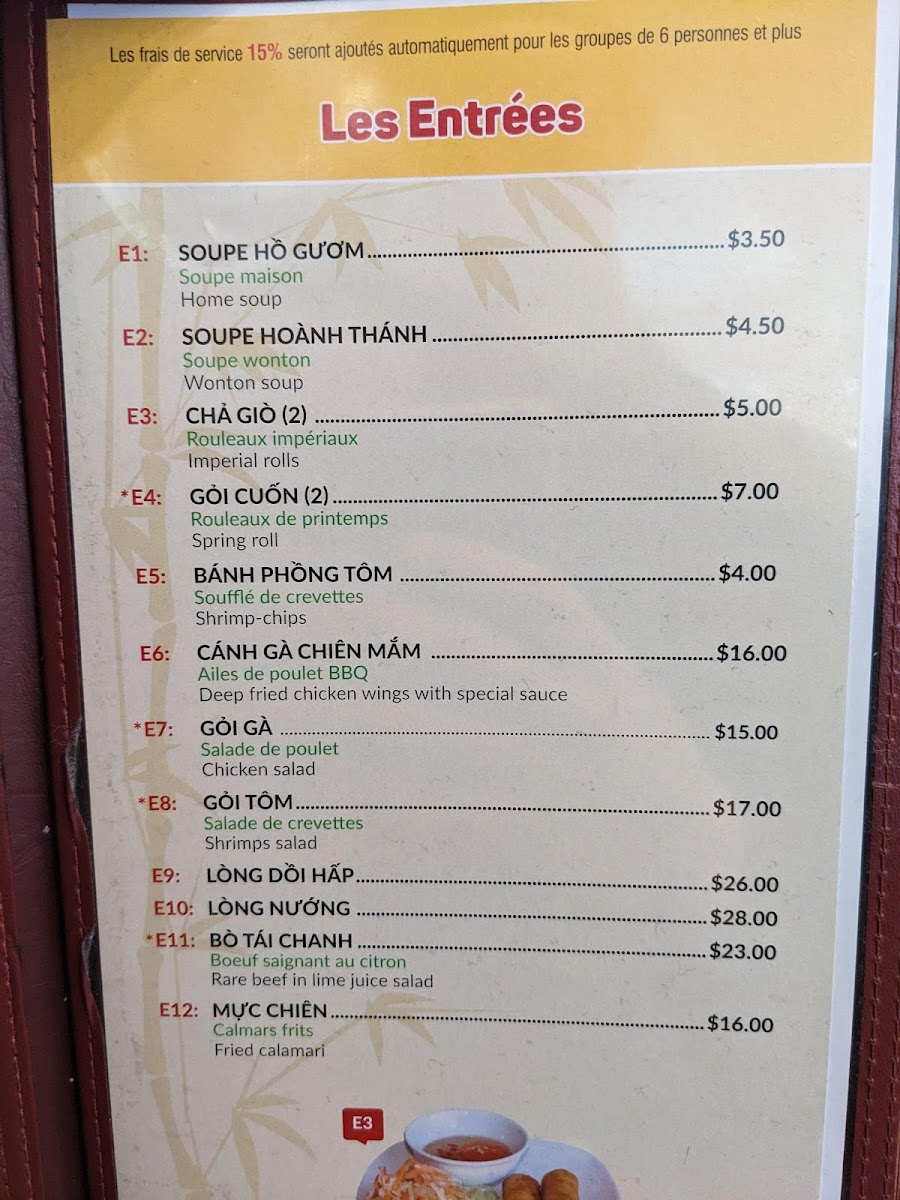 Les frais de service 15% seront ajoutés automatiquement pour les groupes de 6 personnes et plus
Les Entrées
E1: SOUPE HỒ GƯƠM........$3.50
Soupe maison
Home soup
E2: SOUPE HOÀNH THÁNH........$4.50
Soupe wonton
Wonton soup
E3: CHẢ GIÒ (2)........$5.00
Rouleaux impériaux
Imperial rolls
*E4: GỎI CUỐN (2)........$7.00
Rouleaux de printemps
Spring roll
E5: BÁNH PHỒNG TÔM........$4.00
Soufflé de crevettes
Shrimp-chips
E6: CÁNH GÀ CHIÊN MẮM........$16.00
Ailes de poulet BBQ
Deep fried chicken wings with special sauce
*E7: GỎI GÀ........$15.00
Salade de poulet
Chicken salad
*E8: GỎI TÔM........$17.00
Salade de crevettes
Shrimps salad
E9: LÒNG DỒI HẤP........$26.00
E10: LÒNG NƯỚNG........$28.00
*E11: BÒ TÁI CHANH........$23.00
Boeuf saignant au citron
Rare beef in lime juice salad
E12: MỰC CHIÊN........$16.00
Calmars frits
Fried calamari
E3